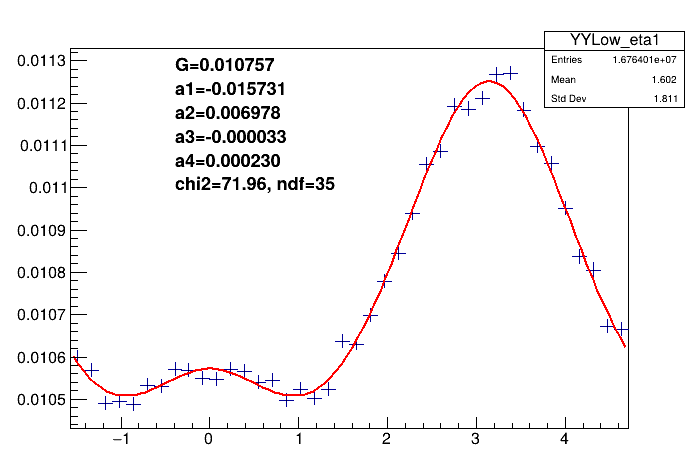 YYLow_eta1
Entries 1.676401e+07
Mean 1.602
Std Dev 1.811
G=0.010757
a1=-0.015731
a2=0.006978
a3=-0.000033
a4=0.000230
chi2=71.96, ndf=35
0.0113
0.0112
0.0111
0.011
0.0109
0.0108
0.0107
0.0106
0.0105
−1 0 1 2 3 4